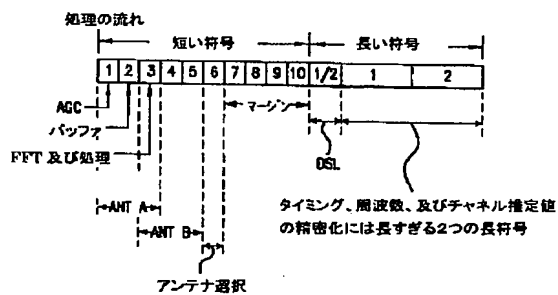 処理の流れ
短い符号 長い符号
1 2 3 4 5 6 7 8 9 10 1/2 1 2
AGC
マージン
バッファ
FFT 及び処理
DSL
ANT A
ANT B
タイミング、周波数、及びチャネル推定値
の精密化には長すぎる2つの長符号
アンテナ選択